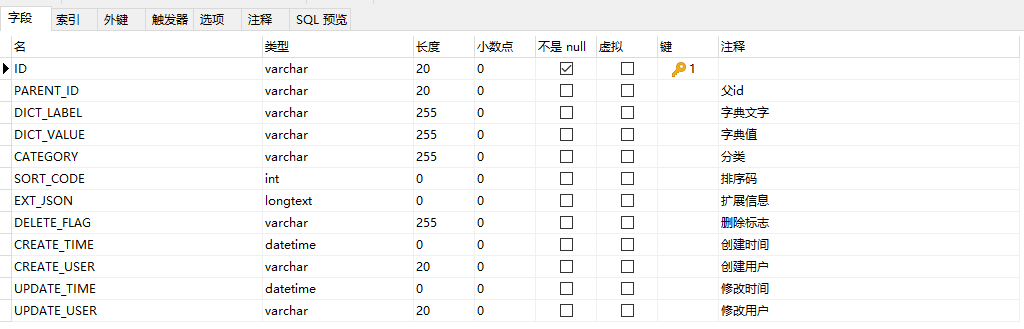 字段 索引 外键 触发器 选项 注释 SQL 预览
名 类型 长度 小数点 不是 null 虚拟 键 注释
ID varchar 20 0 1
PARENT_ID varchar 20 0 父id
DICT_LABEL varchar 255 0 字典文字
DICT_VALUE varchar 255 0 字典值
CATEGORY varchar 255 0 分类
SORT_CODE int 0 0 排序码
EXT_JSON longtext 0 0 扩展信息
DELETE_FLAG varchar 255 0 删除标志
CREATE_TIME datetime 0 0 创建时间
CREATE_USER varchar 20 0 创建用户
UPDATE_TIME datetime 0 0 修改时间
UPDATE_USER varchar 20 0 修改用户